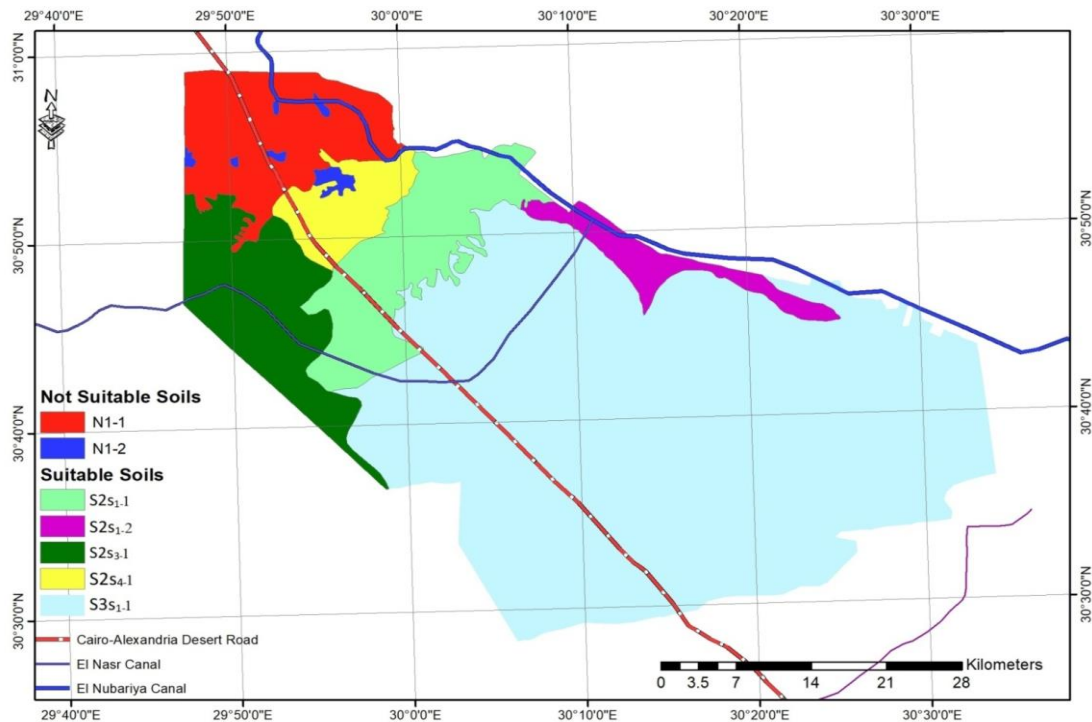 29°40'0"E 29°50'0"E 30°00'0"E 30°10'0"E 30°20'0"E 30°30'0"E
31°0'0"N
N
30°50'0"N 30°50'0"N
30°40'0"N 30°40'0"N
30°30'0"N 30°30'0"N
Not Suitable Soils
N1-1
N1-2
Suitable Soils
S2s₁₋₁
S2s₁₋₂
S2s₃₋₁
S2s₄₋₁
S3s₁₋₁
Cairo-Alexandria Desert Road
El Nasr Canal
El Nubariya Canal
Kilometers
0 3.5 7 14 21 28
29°40'0"E 29°50'0"E 30°00'0"E 30°10'0"E 30°20'0"E 30°30'0"E